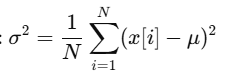 : σ² = 1/N ∑_{i=1}^{N} (x[i] − μ)²